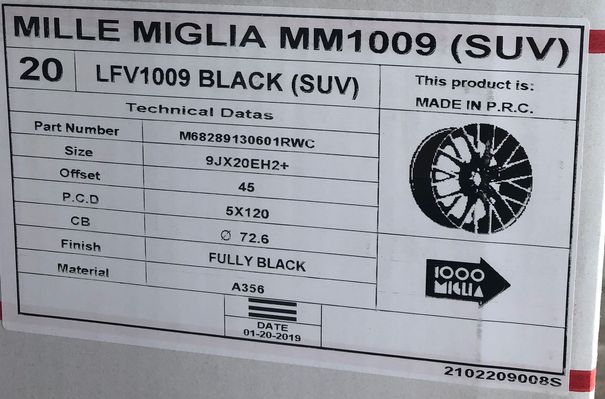 MILLE MIGLIA MM1009 (SUV)
20 LFV1009 BLACK (SUV)
This product is:
MADE IN P.R.C.
Technical Datas
Part Number M68289130601RWC
Size 9JX20EH2+
Offset 45
P.C.D 5X120
CB Ø 72.6
Finish FULLY BLACK
Material A356
1000
MIGLIA
DATE
01-20-2019
2102209008S